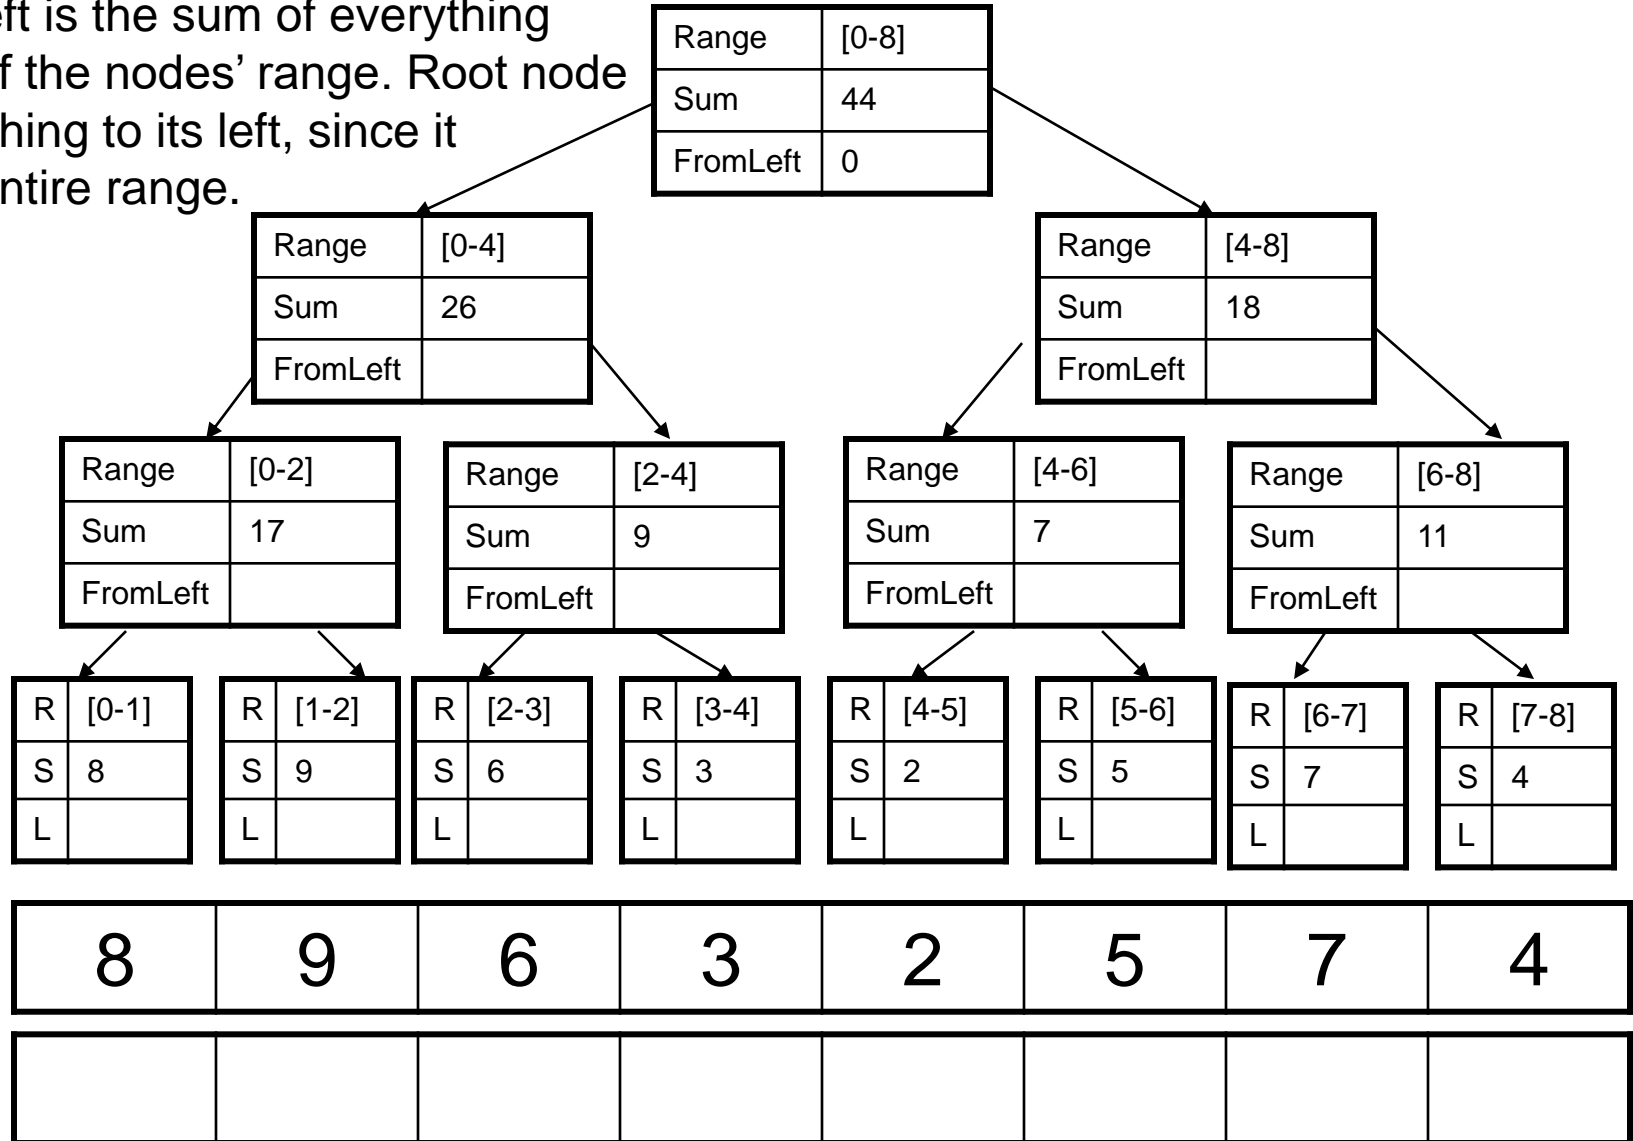 is the sum of everything
the nodes' range. Root node
to its left, since it
range.
Range [0-8]
Sum 44
FromLeft 0
Range [0-4]
Sum 26
FromLeft
Range [4-8]
Sum 18
FromLeft
Range [0-2]
Sum 17
FromLeft
Range [2-4]
Sum 9
FromLeft
Range [4-6]
Sum 7
FromLeft
Range [6-8]
Sum 11
FromLeft
R [0-1]
S 8
L
R [1-2]
S 9
L
R [2-3]
S 6
L
R [3-4]
S 3
L
R [4-5]
S 2
L
R [5-6]
S 5
L
R [6-7]
S 7
L
R [7-8]
S 4
L
8 9 6 3 2 5 7 4